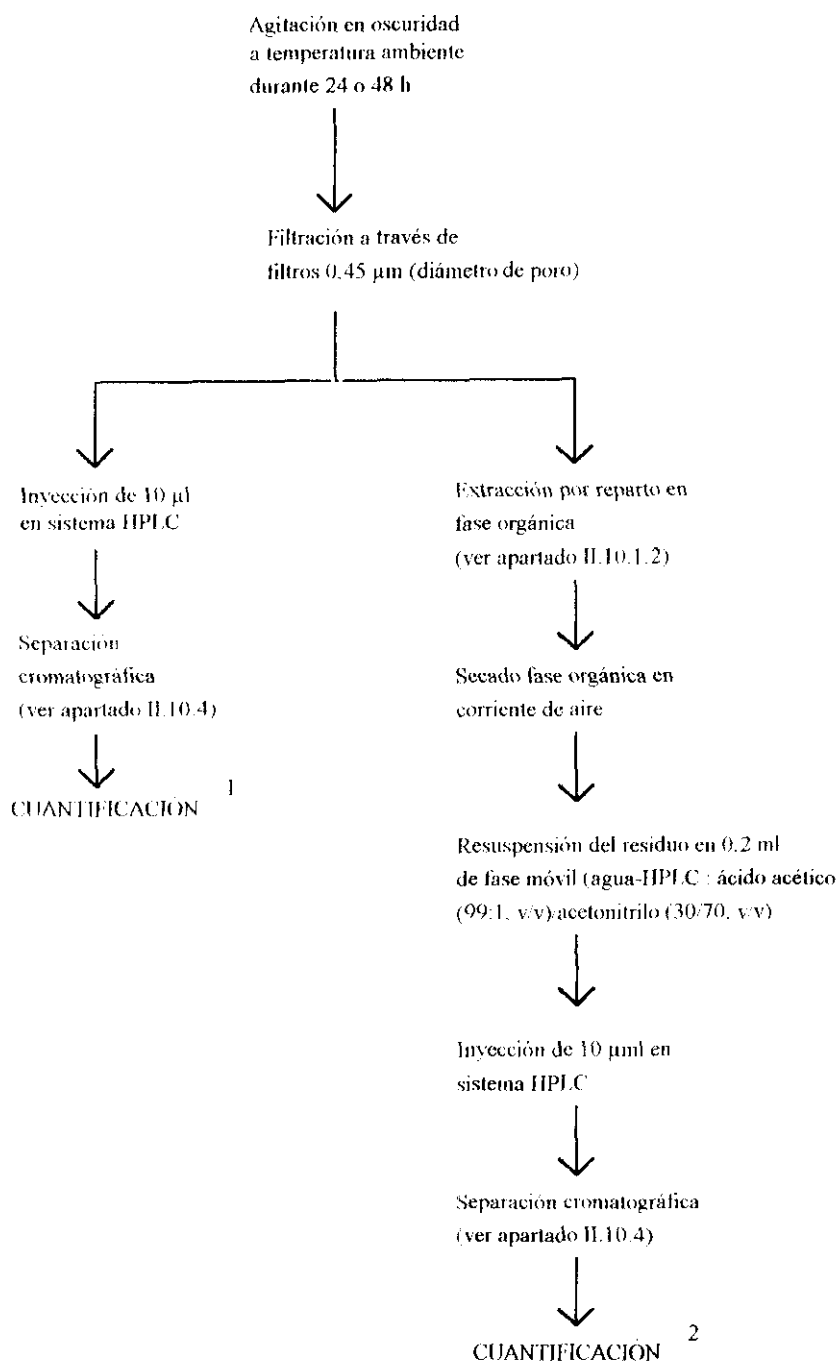 Agitación en oscuridad
a temperatura ambiente
durante 24 o 48 h
Filtración a través de
filtros 0.45 µm (diámetro de poro)
Inyección de 10 µl
en sistema HPLC
Separación
cromatográfica
(ver apartado II.10.4)
CUANTIFICACIÓN 1
Extracción por reparto en
fase orgánica
(ver apartado II.10.1.2)
Secado fase orgánica en
corriente de aire
Resuspensión del residuo en 0.2 ml
de fase móvil (agua-HPLC : ácido acético
(99:1, v/v)/acetonitrilo (30/70, v/v)
Inyección de 10 µml en
sistema HPLC
Separación cromatográfica
(ver apartado II.10.4)
CUANTIFICACIÓN 2